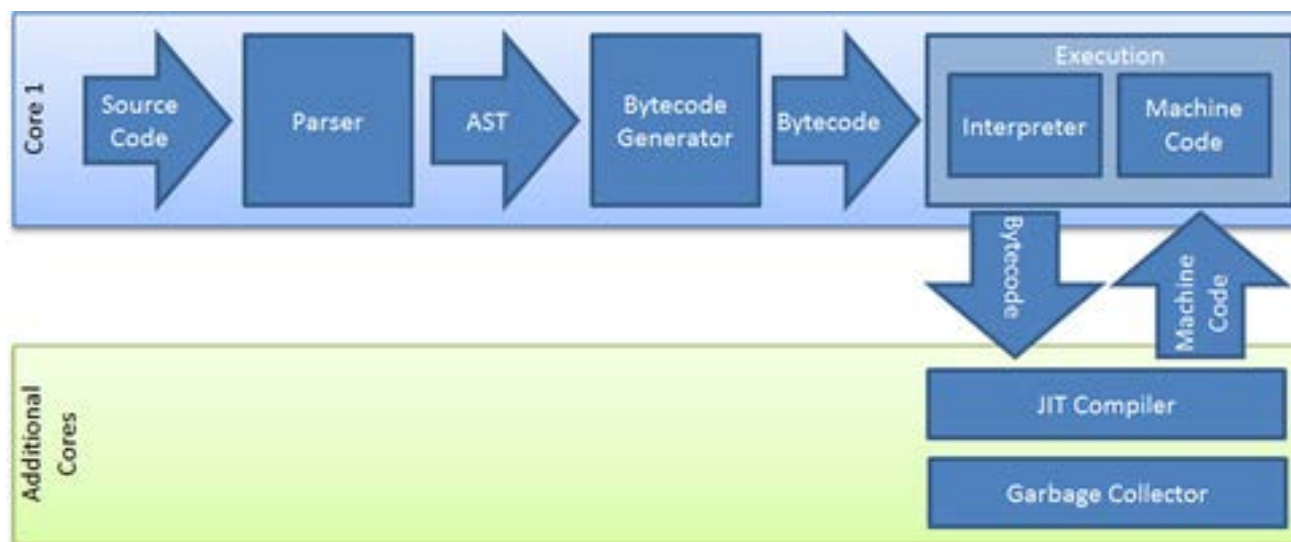 Core 1
Source
Code
Parser
AST
Bytecode
Generator
Bytecode
Execution
Interpreter
Machine
Code
Bytecode
Machine
Code
Additional
Cores
JIT Compiler
Garbage Collector